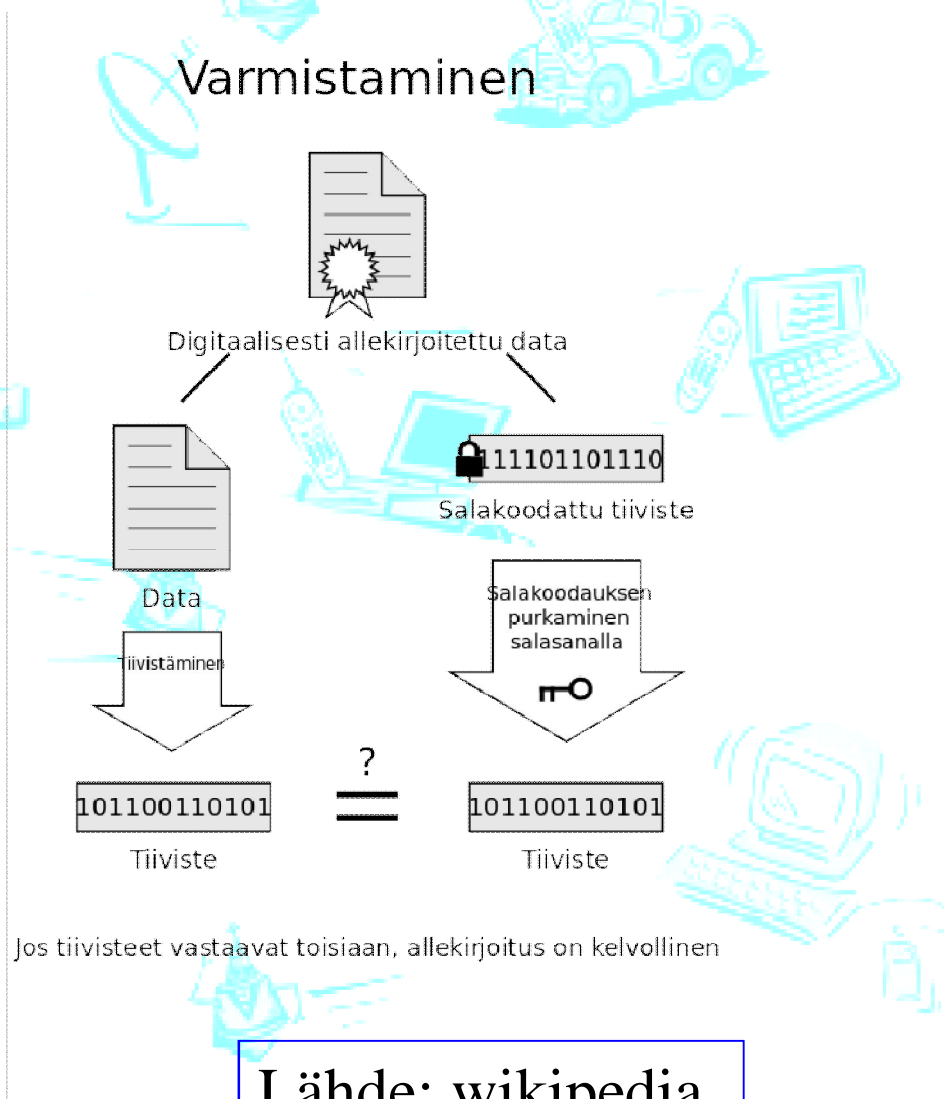 Varmistaminen
Digitaalisesti allekirjoitettu data
111101101110
Salakoodattu tiiviste
Data
Salakoodauksen
purkaminen
salasanalla
Tiivistäminen
?
101100110101
101100110101
Tiiviste
Tiiviste
Jos tiivisteet vastaavat toisiaan, allekirjoitus on kelvollinen
Lähde: wikipedia